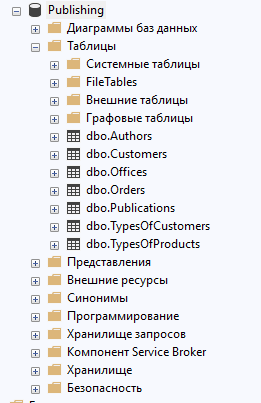 Publishing
Диаграммы баз данных
Таблицы
Системные таблицы
FileTables
Внешние таблицы
Графовые таблицы
dbo.Authors
dbo.Customers
dbo.Offices
dbo.Orders
dbo.Publications
dbo.TypesOfCustomers
dbo.TypesOfProducts
Представления
Внешние ресурсы
Синонимы
Программирование
Хранилище запросов
Компонент Service Broker
Хранилище
Безопасность